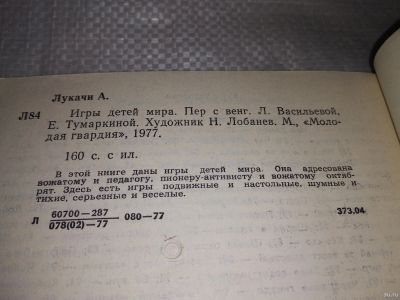 Лукачи А.
Л84
Игры детей мира. Пер с венг. Л. Васильевой,
Е. Тумаркиной. Художник Н. Лобанев. М., «Моло-
дая гвардия», 1977.
160 с. с ил.
В этой книге даны игры детей мира. Она адресована
вожатому и педагогу, пионеру-активисту и вожатому октяб-
рят. Здесь есть игры подвижные и настольные, шумные и
тихие, серьезные и веселые.
Л 60700—287
078(02)—77 080—77 373.04